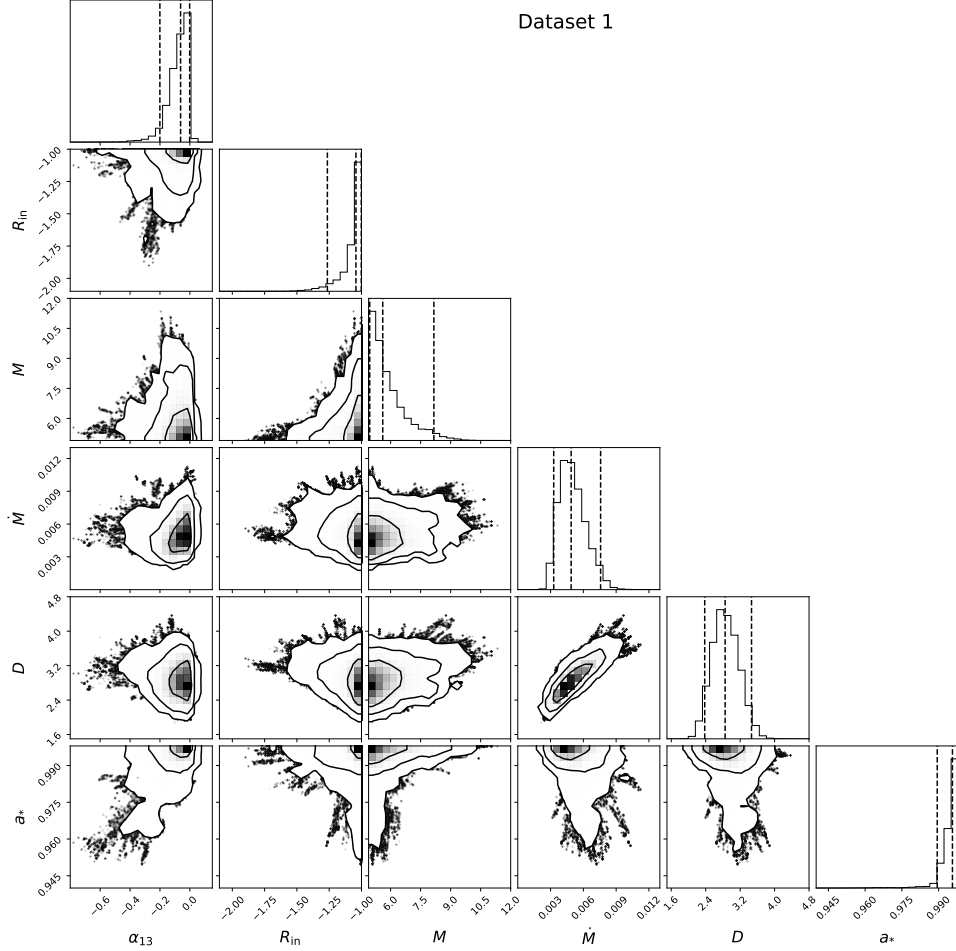 Dataset 1
−1.00
−1.25
−1.50
−1.75
−2.00
R_in
12.0
10.5
9.0
7.5
6.0
M
0.012
0.009
0.006
0.003
Ṁ
4.8
4.0
3.2
2.4
1.6
D
0.990
0.975
0.960
0.945
a_*
−0.6 −0.4 −0.2 0.0
α_13
−2.00 −1.75 −1.50 −1.25 −1.00
R_in
6.0 7.5 9.0 10.5 12.0
M
0.003 0.006 0.009 0.012
Ṁ
1.6 2.4 3.2 4.0 4.8
D
0.945 0.960 0.975 0.990
a_*